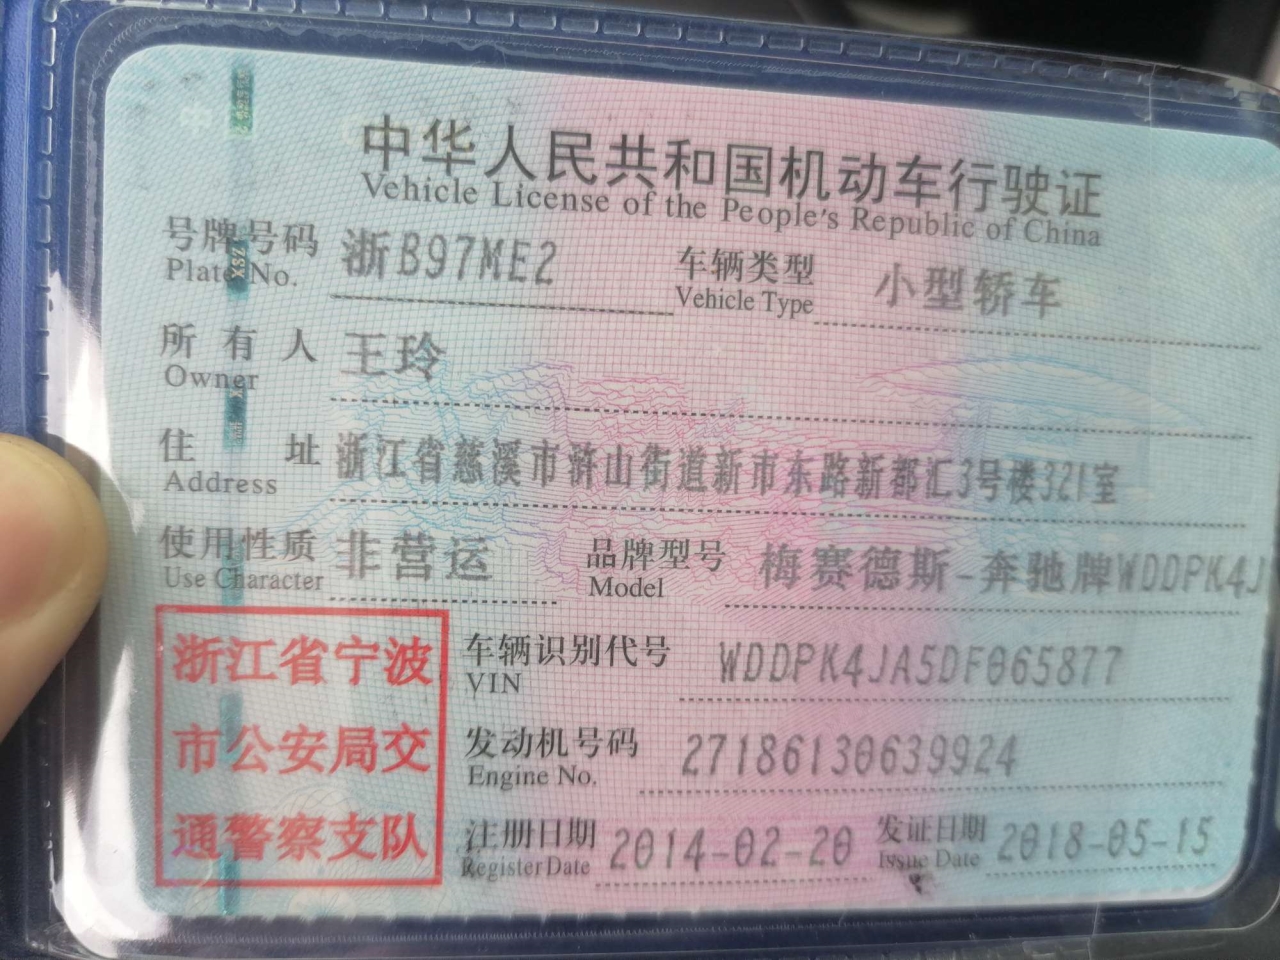 中华人民共和国机动车行驶证
Vehicle License of the People's Republic of China
号牌号码 浙B97ME2 车辆类型 小型轿车
Plate No. Vehicle Type
所有人 王玲
Owner
住址 浙江省慈溪市浒山街道新市东路新都汇3号楼321室
Address
使用性质 非营运 品牌型号 梅赛德斯-奔驰牌WDDPK4J
Use Character Model
浙江省宁波
市公安局交
通警察支队
车辆识别代号 WDDPK4JA5DF065877
VIN
发动机号码 27186130639924
Engine No.
注册日期 2014-02-20 发证日期 2018-05-15
Register Date Issue Date